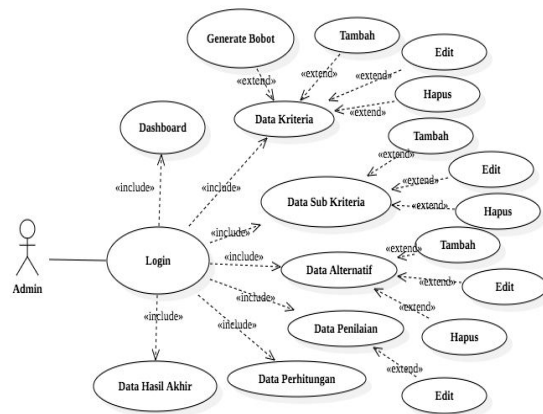 Generate Bobot
Tambah
Edit
«extend»
«extend»
«extend»
Hapus
«extend»
Data Kriteria
Dashboard
Tambah
«extend»
Edit
«include»
«include»
«extend»
Data Sub Kriteria
«extend»
Hapus
«include»
Tambah
«extend»
Login
«include»
Data Alternatif
«extend»
Edit
Admin
«include»
«extend»
«include»
«include»
Data Penilaian
Hapus
«extend»
Data Hasil Akhir
Data Perhitungan
Edit